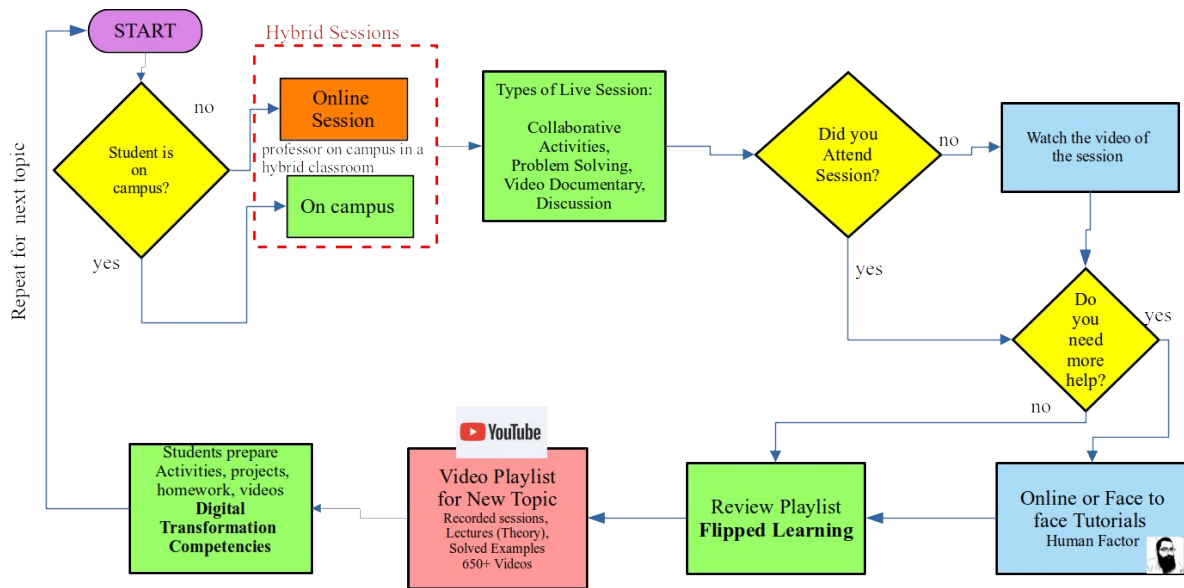 START
Hybrid Sessions
no
Online
Session
professor on campus in a
hybrid classroom
On campus
Student is
on
campus?
yes
Repeat for next topic
Types of Live Session:
Collaborative
Activities,
Problem Solving,
Video Documentary,
Discussion
Did you
Attend
Session?
no
yes
Watch the video of
the session
Do
you
need
more
help?
yes
no
Online or Face to
face Tutorials
Human Factor
Review Playlist
Flipped Learning
YouTube
Video Playlist
for New Topic
Recorded sessions,
Lectures (Theory),
Solved Examples
650+ Videos
Students prepare
Activities, projects,
homework, videos
Digital
Transformation
Competencies